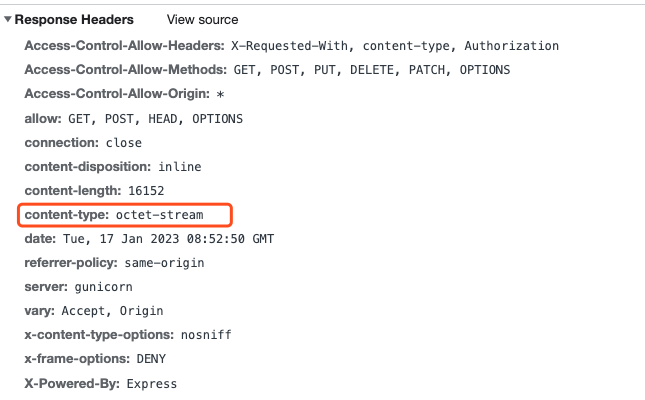 Response Headers View source
Access-Control-Allow-Headers: X-Requested-With, content-type, Authorization
Access-Control-Allow-Methods: GET, POST, PUT, DELETE, PATCH, OPTIONS
Access-Control-Allow-Origin: *
allow: GET, POST, HEAD, OPTIONS
connection: close
content-disposition: inline
content-length: 16152
content-type: octet-stream
date: Tue, 17 Jan 2023 08:52:50 GMT
referrer-policy: same-origin
server: gunicorn
vary: Accept, Origin
x-content-type-options: nosniff
x-frame-options: DENY
X-Powered-By: Express